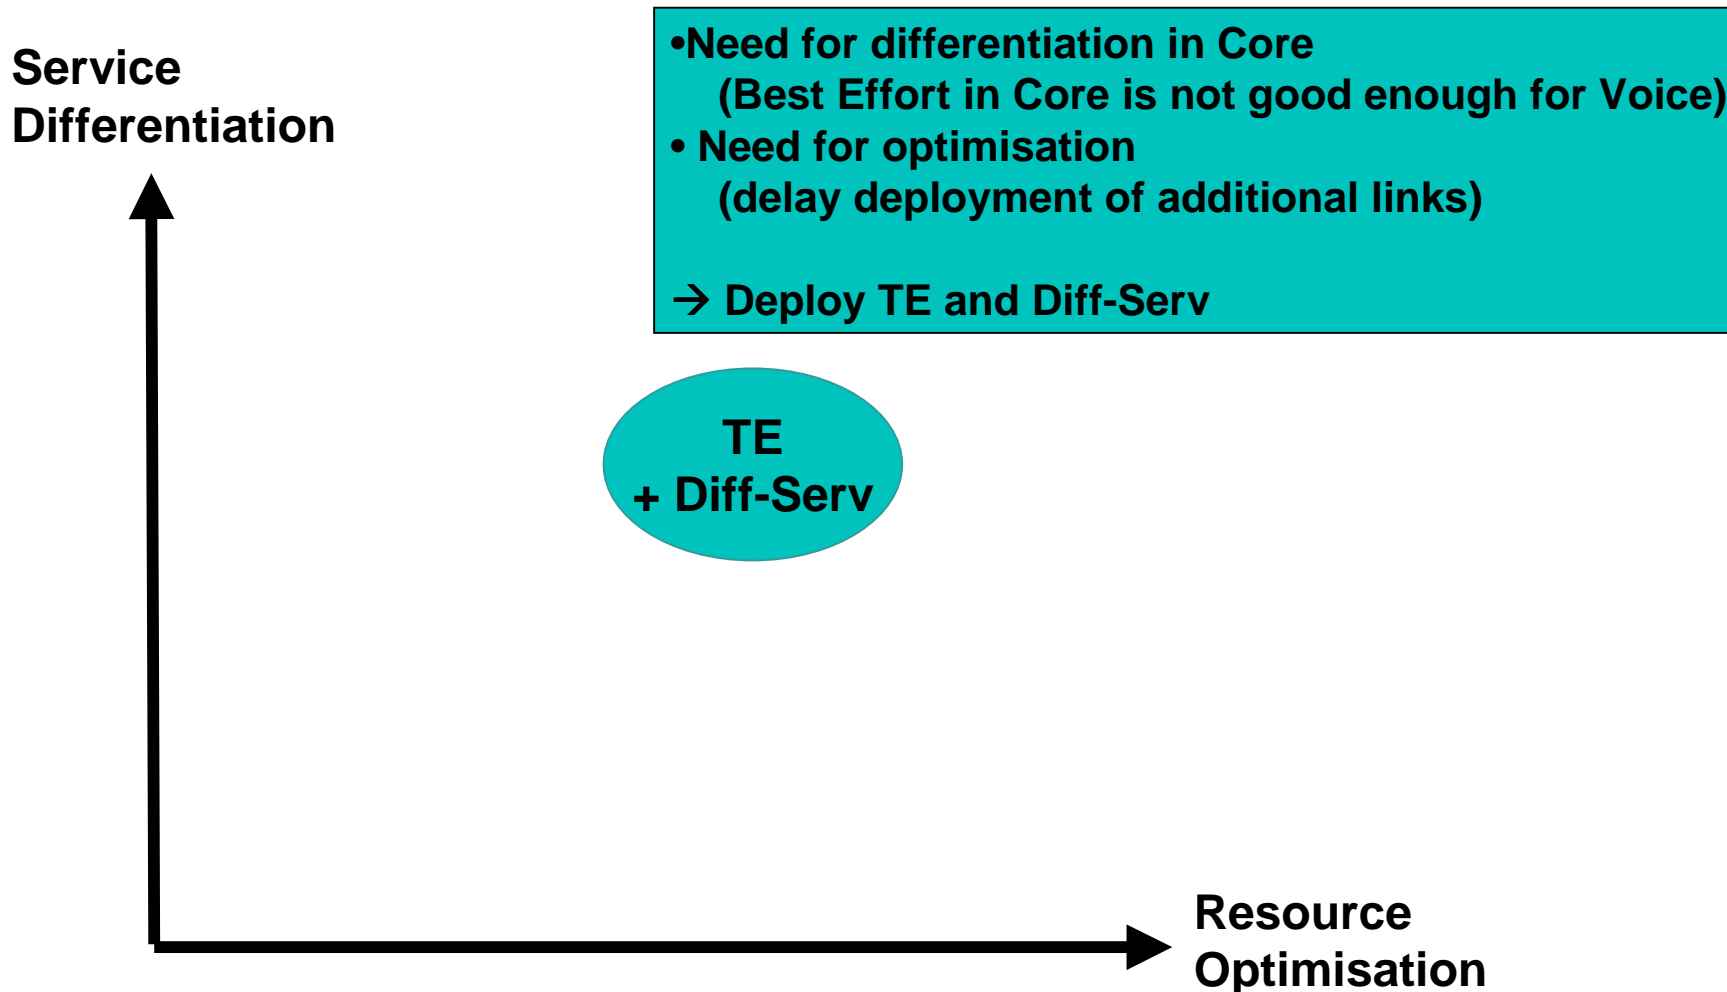 Service
Differentiation
•Need for differentiation in Core
(Best Effort in Core is not good enough for Voice)
• Need for optimisation
(delay deployment of additional links)
→ Deploy TE and Diff-Serv
TE
+ Diff-Serv
Resource
Optimisation